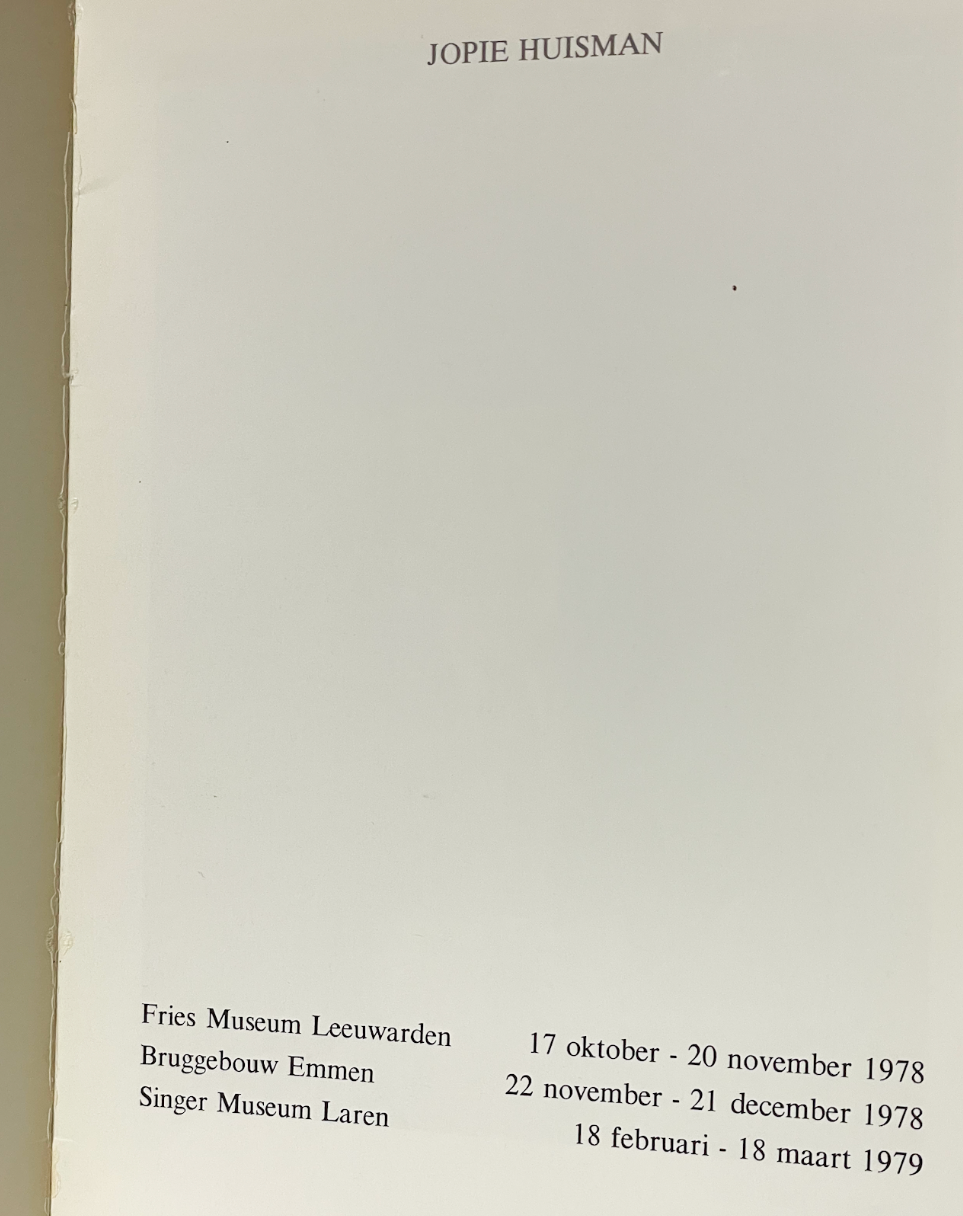 JOPIE HUISMAN
Fries Museum Leeuwarden 17 oktober - 20 november 1978
Bruggebouw Emmen 22 november - 21 december 1978
Singer Museum Laren 18 februari - 18 maart 1979